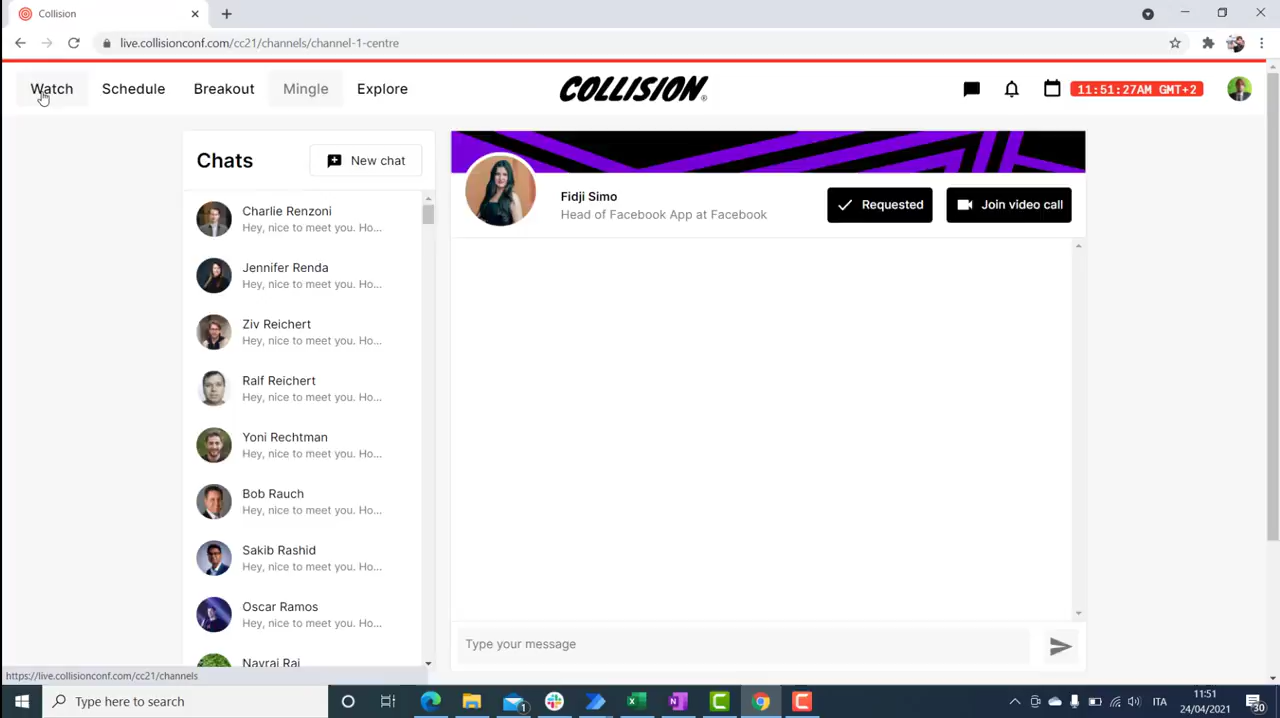 Collision
live.collisionconf.com/cc21/channels/channel-1-centre
Watch
Schedule
Breakout
Mingle
Explore
COLLISION
11:51:27AM GMT+2
Chats
New chat
Charlie Renzoni
Hey, nice to meet you. Ho...
Jennifer Renda
Hey, nice to meet you. Ho...
Ziv Reichert
Hey, nice to meet you. Ho...
Ralf Reichert
Hey, nice to meet you. Ho...
Yoni Rechtman
Hey, nice to meet you. Ho...
Bob Rauch
Hey, nice to meet you. Ho...
Sakib Rashid
Hey, nice to meet you. Ho...
Oscar Ramos
Hey, nice to meet you. Ho...
Navraj Rai
Fidji Simo
Head of Facebook App at Facebook
Requested
Join video call
Type your message
https://live.collisionconf.com/cc21/channels
Type here to search
1
ITA
11:51
24/04/2021
30